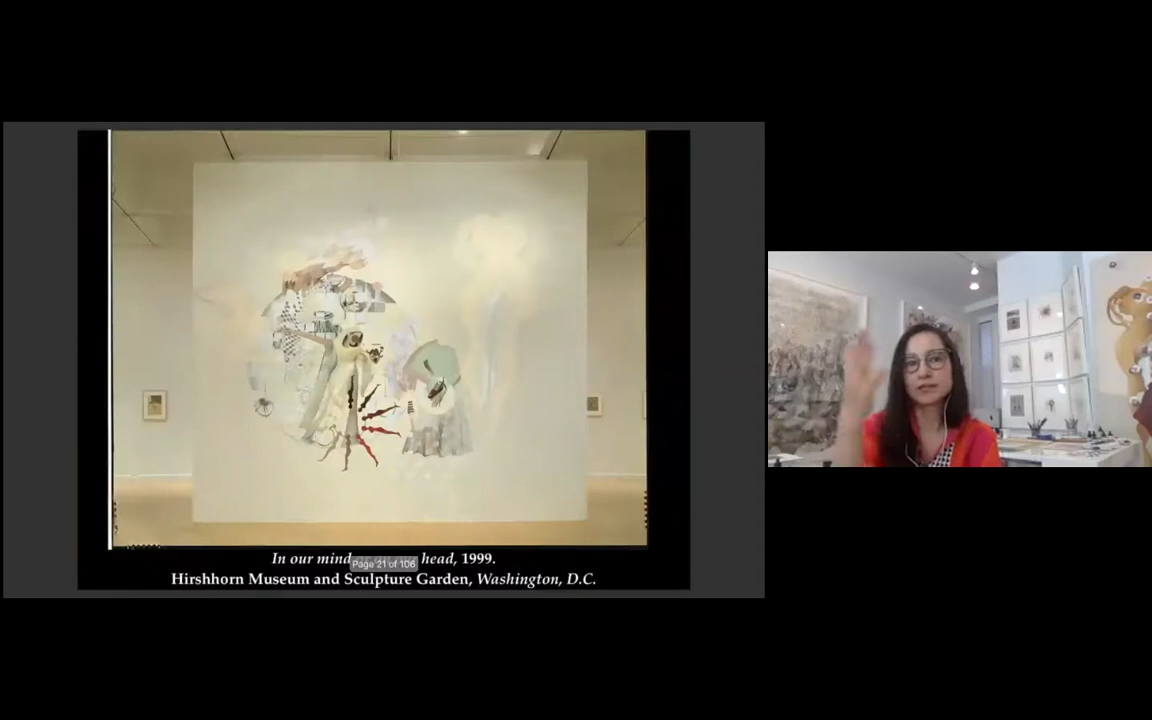 In our mind head, 1999.
Page 21 of 106
Hirshhorn Museum and Sculpture Garden, Washington, D.C.